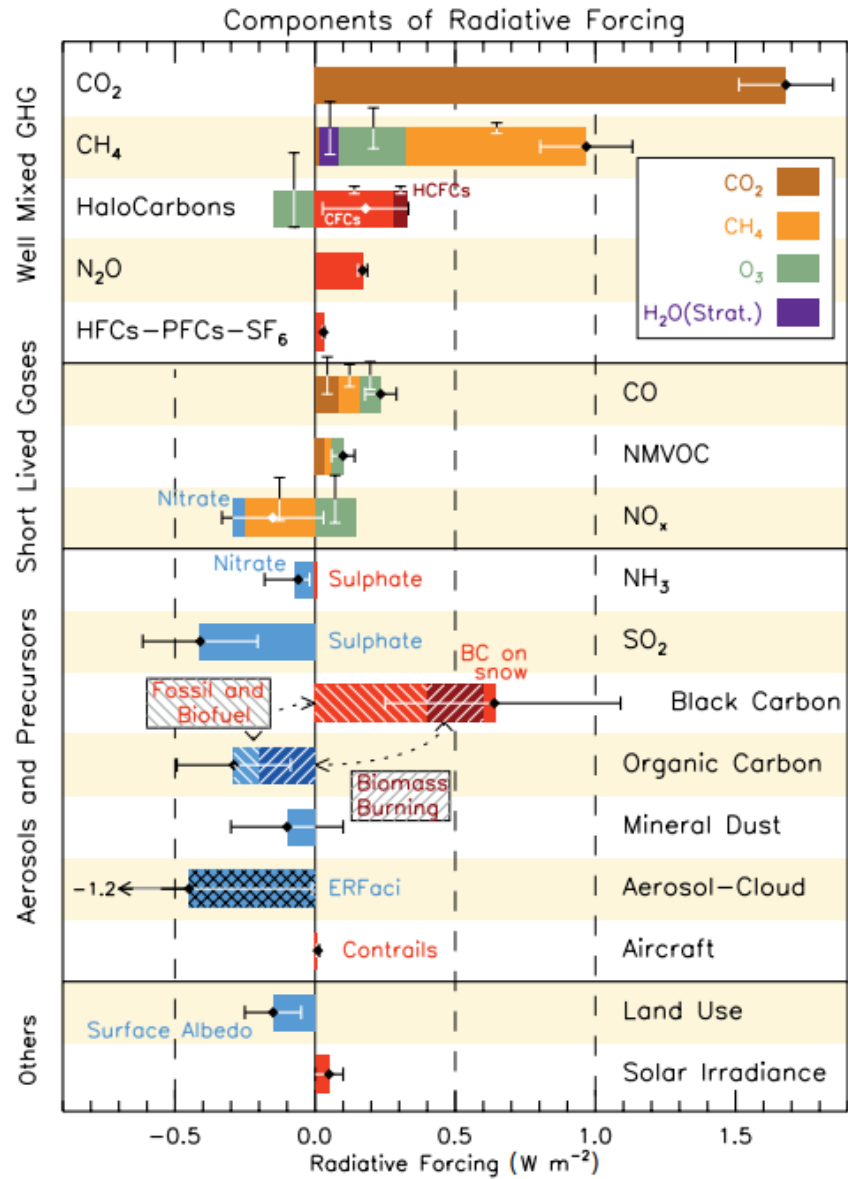 Components of Radiative Forcing
Well Mixed GHG
CO₂
CH₄
HaloCarbons
CFCs
HCFCs
N₂O
HFCs–PFCs–SF₆
CO₂
CH₄
O₃
H₂O(Strat.)
Short Lived Gases
CO
NMVOC
Nitrate
NOₓ
Aerosols and Precursors
Nitrate
Sulphate
NH₃
Sulphate
SO₂
BC on
snow
Fossil and
Biofuel
Black Carbon
Organic Carbon
Biomass
Burning
Mineral Dust
-1.2
ERFaci
Aerosol-Cloud
Contrails
Aircraft
Others
Land Use
Surface Albedo
Solar Irradiance
-0.5 0.0 0.5 1.0 1.5
Radiative Forcing (W m⁻²)